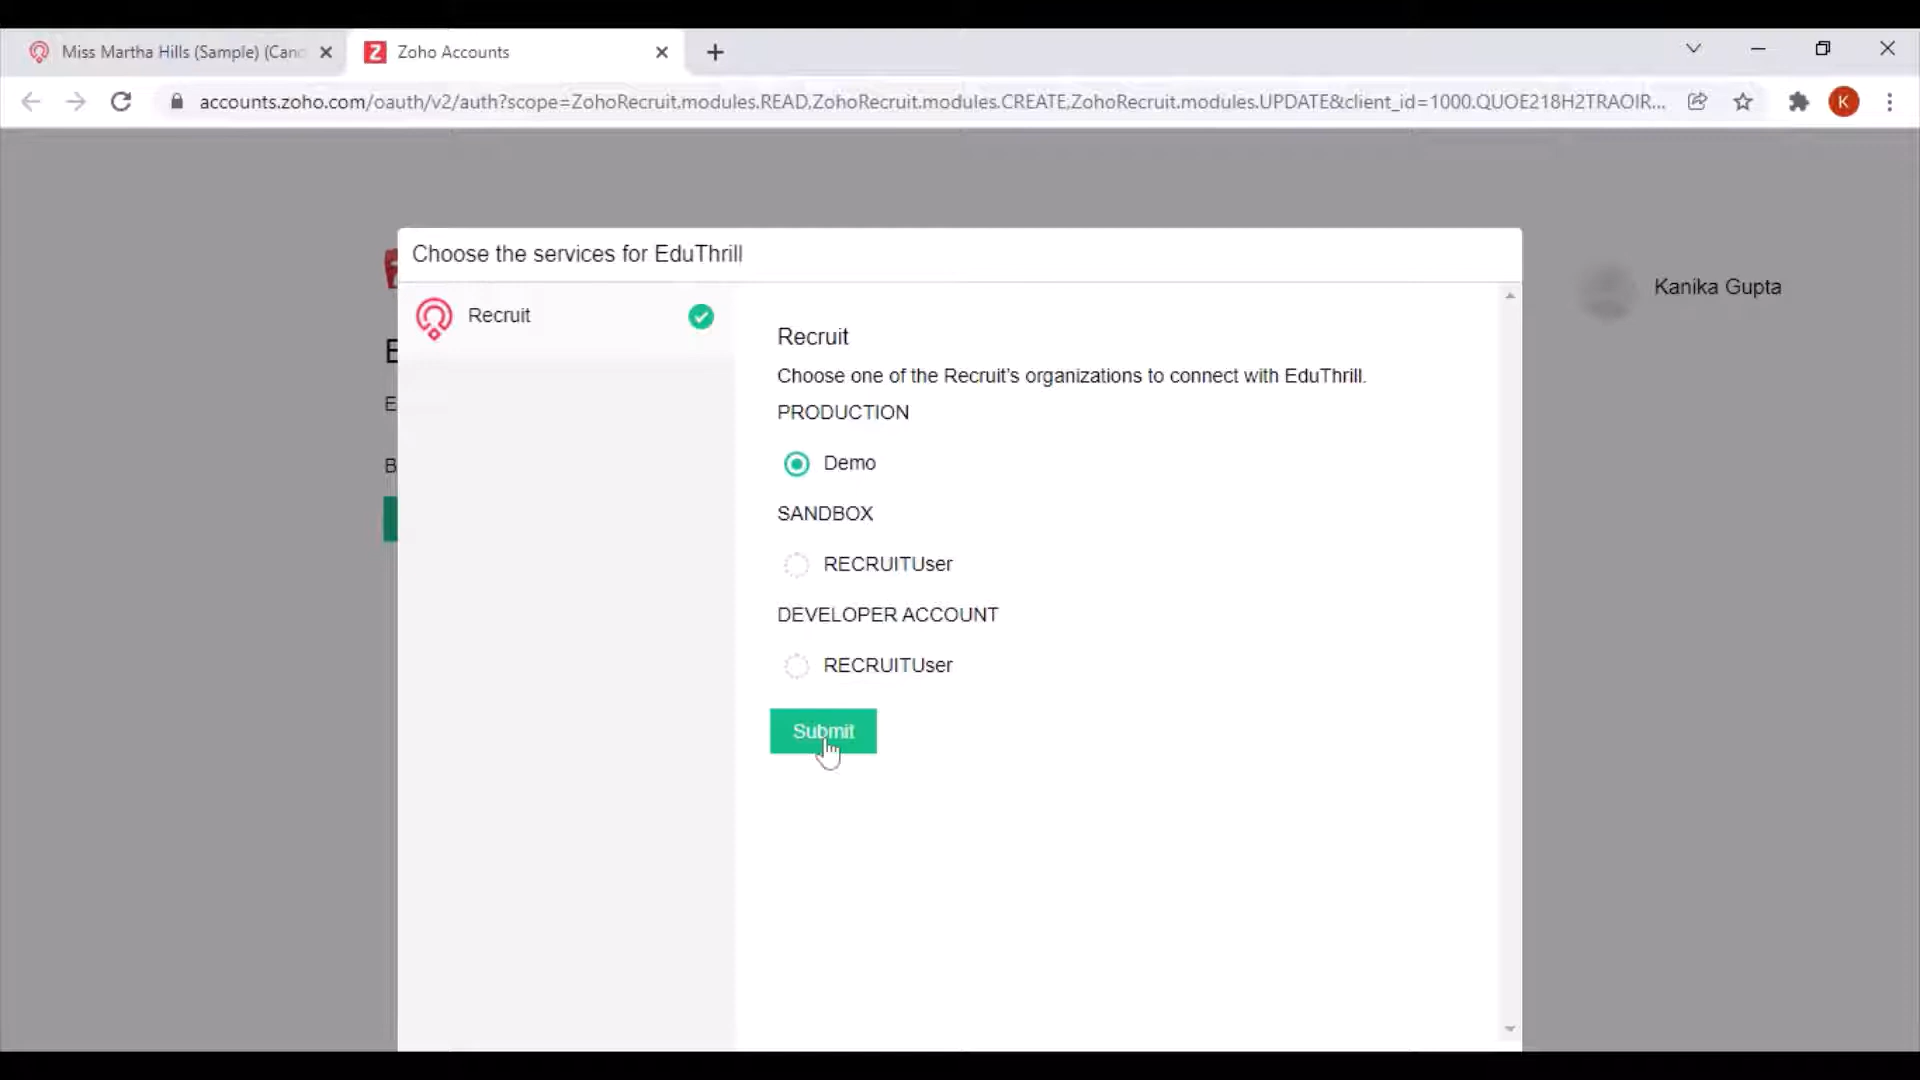 Miss Martha Hills (Sample) (Canc
Zoho Accounts
accounts.zoho.com/oauth/v2/auth?scope=ZohoRecruit.modules.READ,ZohoRecruit.modules.CREATE,ZohoRecruit.modules.UPDATE&client_id=1000.QUOE218H2TRAOIR...
K
Choose the services for EduThrill
Kanika Gupta
Recruit
Recruit
Choose one of the Recruit's organizations to connect with EduThrill.
PRODUCTION
Demo
SANDBOX
RECRUITUser
DEVELOPER ACCOUNT
RECRUITUser
Submit
E
E
B